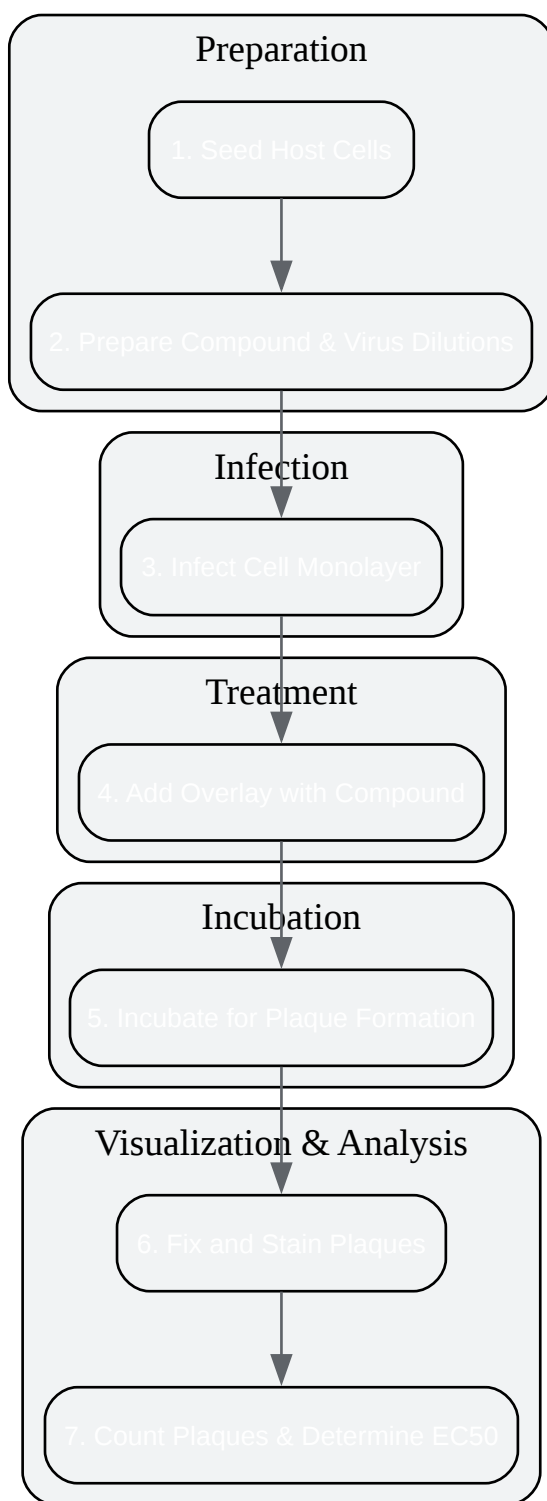 Preparation
1. Seed Host Cells
2. Prepare Compound & Virus Dilutions
Infection
3. Infect Cell Monolayer
Treatment
4. Add Overlay with Compound
Incubation
5. Incubate for Plaque Formation
Visualization & Analysis
6. Fix and Stain Plaques
7. Count Plaques & Determine EC50